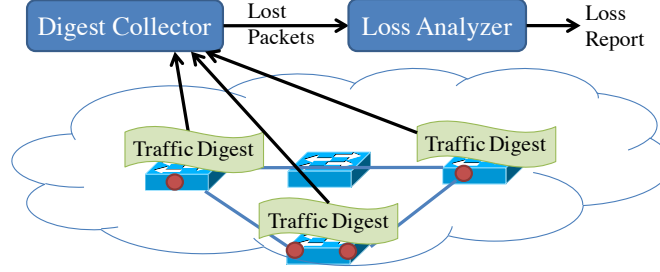 Digest Collector
Lost
Packets
Loss Analyzer
Loss
Report
Traffic Digest
Traffic Digest
Traffic Digest